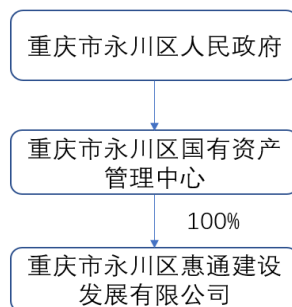 重庆市永川区人民政府
重庆市永川区国有资产
管理中心
100%
重庆市永川区惠通建设
发展有限公司